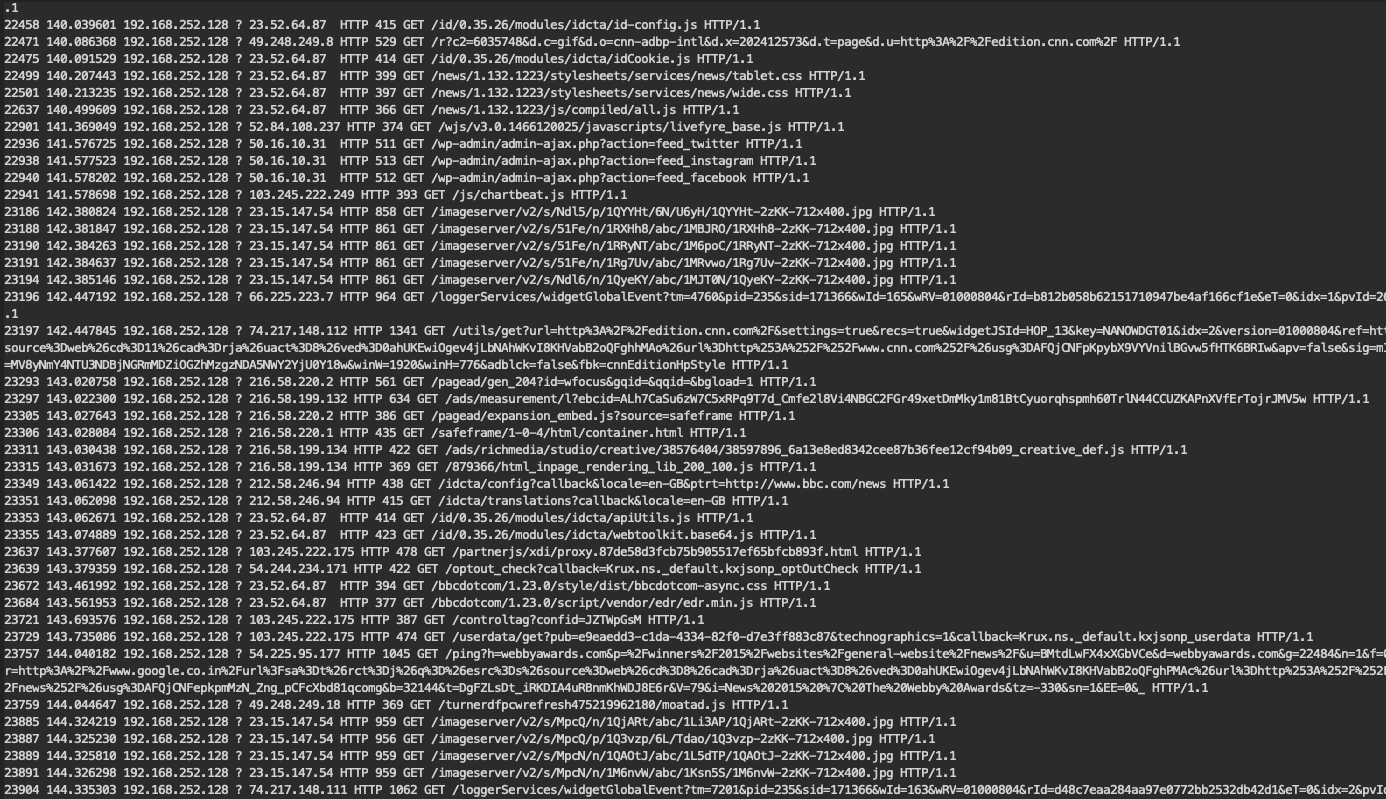 .1
22458 140.039601 192.168.252.128 ? 23.52.64.87  HTTP 415 GET /id/0.35.26/modules/idcta/id-config.js HTTP/1.1
22471 140.086368 192.168.252.128 ? 49.248.249.8 HTTP 529 GET /r?c2=6035748&d.c=gif&d.o=cnn-adbp-intl&d.x=202412573&d.t=page&d.u=http%3A%2F%2Fedition.cnn.com%2F HTTP/1.1
22475 140.091529 192.168.252.128 ? 23.52.64.87  HTTP 414 GET /id/0.35.26/modules/idcta/idCookie.js HTTP/1.1
22499 140.207443 192.168.252.128 ? 23.52.64.87  HTTP 399 GET /news/1.132.1223/stylesheets/services/news/tablet.css HTTP/1.1
22501 140.213235 192.168.252.128 ? 23.52.64.87  HTTP 397 GET /news/1.132.1223/stylesheets/services/news/wide.css HTTP/1.1
22637 140.499609 192.168.252.128 ? 23.52.64.87  HTTP 366 GET /news/1.132.1223/js/compiled/all.js HTTP/1.1
22901 141.369049 192.168.252.128 ? 52.84.108.237 HTTP 374 GET /wjs/v3.0.1466120025/javascripts/livefyre_base.js HTTP/1.1
22936 141.576725 192.168.252.128 ? 50.16.10.31  HTTP 511 GET /wp-admin/admin-ajax.php?action=feed_twitter HTTP/1.1
22938 141.577523 192.168.252.128 ? 50.16.10.31  HTTP 513 GET /wp-admin/admin-ajax.php?action=feed_instagram HTTP/1.1
22940 141.578202 192.168.252.128 ? 50.16.10.31  HTTP 512 GET /wp-admin/admin-ajax.php?action=feed_facebook HTTP/1.1
22941 141.578698 192.168.252.128 ? 103.245.222.249 HTTP 393 GET /js/chartbeat.js HTTP/1.1
23186 142.380824 192.168.252.128 ? 23.15.147.54 HTTP 858 GET /imageserver/v2/s/Ndl5/p/1QYYHt/6N/U6yH/1QYYHt-2zKK-712x400.jpg HTTP/1.1
23188 142.381847 192.168.252.128 ? 23.15.147.54 HTTP 861 GET /imageserver/v2/s/51Fe/n/1RXHh8/abc/1MBJRO/1RXHh8-2zKK-712x400.jpg HTTP/1.1
23190 142.384263 192.168.252.128 ? 23.15.147.54 HTTP 861 GET /imageserver/v2/s/51Fe/n/1RRyNT/abc/1M6poC/1RRyNT-2zKK-712x400.jpg HTTP/1.1
23191 142.384637 192.168.252.128 ? 23.15.147.54 HTTP 861 GET /imageserver/v2/s/51Fe/n/1Rg7Uv/abc/1MRvwo/1Rg7Uv-2zKK-712x400.jpg HTTP/1.1
23194 142.385146 192.168.252.128 ? 23.15.147.54 HTTP 861 GET /imageserver/v2/s/Ndl6/n/1QyeKY/abc/1MJT0N/1QyeKY-2zKK-712x400.jpg HTTP/1.1
23196 142.447192 192.168.252.128 ? 66.225.223.7 HTTP 964 GET /loggerServices/widgetGlobalEvent?tm=4760&pid=235&sid=171366&wId=165&wRV=01000804&rId=b812b058b62151710947be4af166cf1e&eT=0&idx=1&pvId=20
.1
23197 142.447845 192.168.252.128 ? 74.217.148.112 HTTP 1341 GET /utils/get?url=http%3A%2F%2Fedition.cnn.com%2F&settings=true&recs=true&widgetJSId=HOP_13&key=NANOWDGT01&idx=2&version=01000804&ref=ht
source%3Dweb%26cd%3D11%26cad%3Drja%26uact%3D8%26ved%3D0ahUKEwiOgev4jLbNAhWKvI8KHVabB2oQFghhMAo%26url%3Dhttp%253A%252F%252Fwww.cnn.com%252F%26usg%3DAFQjCNFpKpybX9VYVnilBGvw5fHTK6BRIw&apv=false&sig=m
=MV8yNmY4NTU3NDBjNGRmMDZiOGZhMzgzNDA5NWY2YjU0Y18w&winW=1920&winH=776&adblck=false&fbk=cnnEditionHpStyle HTTP/1.1
23293 143.020758 192.168.252.128 ? 216.58.220.2 HTTP 561 GET /pagead/gen_204?id=wfocus&gqid=&qqid=&bgload=1 HTTP/1.1
23297 143.022300 192.168.252.128 ? 216.58.199.132 HTTP 634 GET /ads/measurement/l?ebcid=ALh7CaSu6zW7C5xRPq9T7d_Cmfe2l8Vi4NBGC2FGr49xetDmMky1m81BtCyuorqhspmh60TrlN44CCUZKAPnXVfErTojrJMV5w HTTP/1.1
23305 143.027643 192.168.252.128 ? 216.58.220.2 HTTP 386 GET /pagead/expansion_embed.js?source=safeframe HTTP/1.1
23306 143.028084 192.168.252.128 ? 216.58.220.1 HTTP 435 GET /safeframe/1-0-4/html/container.html HTTP/1.1
23311 143.030438 192.168.252.128 ? 216.58.199.134 HTTP 422 GET /ads/richmedia/studio/creative/38576404/38597896_6a13e8ed8342cee87b36fee12cf94b09_creative_def.js HTTP/1.1
23315 143.031673 192.168.252.128 ? 216.58.199.134 HTTP 369 GET /879366/html_inpage_rendering_lib_200_100.js HTTP/1.1
23349 143.061422 192.168.252.128 ? 212.58.246.94 HTTP 438 GET /idcta/config?callback&locale=en-GB&ptrt=http://www.bbc.com/news HTTP/1.1
23351 143.062098 192.168.252.128 ? 212.58.246.94 HTTP 415 GET /idcta/translations?callback&locale=en-GB HTTP/1.1
23353 143.062671 192.168.252.128 ? 23.52.64.87  HTTP 414 GET /id/0.35.26/modules/idcta/apiUtils.js HTTP/1.1
23355 143.074889 192.168.252.128 ? 23.52.64.87  HTTP 423 GET /id/0.35.26/modules/idcta/webtoolkit.base64.js HTTP/1.1
23637 143.377607 192.168.252.128 ? 103.245.222.175 HTTP 478 GET /partnerjs/xdi/proxy.87de58d3fcb75b905517ef65bfcb893f.html HTTP/1.1
23639 143.379359 192.168.252.128 ? 54.244.234.171 HTTP 422 GET /optout_check?callback=Krux.ns._default.kxjsonp_optOutCheck HTTP/1.1
23672 143.461992 192.168.252.128 ? 23.52.64.87  HTTP 394 GET /bbcdotcom/1.23.0/style/dist/bbcdotcom-async.css HTTP/1.1
23684 143.561953 192.168.252.128 ? 23.52.64.87  HTTP 377 GET /bbcdotcom/1.23.0/script/vendor/edr/edr.min.js HTTP/1.1
23721 143.693576 192.168.252.128 ? 103.245.222.175 HTTP 387 GET /controltag?confid=JZTWpGsM HTTP/1.1
23729 143.735086 192.168.252.128 ? 103.245.222.175 HTTP 474 GET /userdata/get?pub=e9eaedd3-c1da-4334-82f0-d7e3ff883c87&technographics=1&callback=Krux.ns._default.kxjsonp_userdata HTTP/1.1
23757 144.040182 192.168.252.128 ? 54.225.95.177 HTTP 1045 GET /ping?h=webbyawards.com&p=%2Fwinners%2F2015%2Fwebsites%2Fgeneral-website%2Fnews%2F&u=BMtdLwFX4xXGbVCe&d=webbyawards.com&g=22484&n=1&f=0
r=http%3A%2F%2Fwww.google.co.in%2Furl%3Fsa%3Dt%26rct%3Dj%26q%3D%26esrc%3Ds%26source%3Dweb%26cd%3D8%26cad%3Drja%26uact%3D8%26ved%3D0ahUKEwiOgev4jLbNAhWKvI8KHVabB2oQFghPMAc%26url%3Dhttp%253A%252F%252F
2Fnews%252F%26usg%3DAFQjCNFepkpmMzN_Zng_pCFcXbd81qcomg&b=32144&t=DgFZLsDt_iRKDIA4uRBnmKhWDJ8E6r&V=79&i=News%202015%20%7C%20The%20Webby%20Awards&tz=-330&sn=1&EE=0&_ HTTP/1.1
23759 144.044647 192.168.252.128 ? 49.248.249.18 HTTP 369 GET /turnerdfpcwrefresh475219962180/moatad.js HTTP/1.1
23885 144.324219 192.168.252.128 ? 23.15.147.54 HTTP 959 GET /imageserver/v2/s/MpcQ/n/1QjARt/abc/1Li3AP/1QjARt-2zKK-712x400.jpg HTTP/1.1
23887 144.325230 192.168.252.128 ? 23.15.147.54 HTTP 956 GET /imageserver/v2/s/MpcQ/p/1Q3vzp/6L/Tdao/1Q3vzp-2zKK-712x400.jpg HTTP/1.1
23889 144.325810 192.168.252.128 ? 23.15.147.54 HTTP 959 GET /imageserver/v2/s/MpcN/n/1QAOtJ/abc/1L5dTP/1QAOtJ-2zKK-712x400.jpg HTTP/1.1
23891 144.326298 192.168.252.128 ? 23.15.147.54 HTTP 959 GET /imageserver/v2/s/MpcN/n/1M6nvW/abc/1Ksn5S/1M6nvW-2zKK-712x400.jpg HTTP/1.1
23904 144.335303 192.168.252.128 ? 74.217.148.111 HTTP 1062 GET /loggerServices/widgetGlobalEvent?tm=7201&pid=235&sid=171366&wId=163&wRV=01000804&rId=d48c7eaa284aa97e0772bb2532db42d1&eT=0&idx=2&pvId